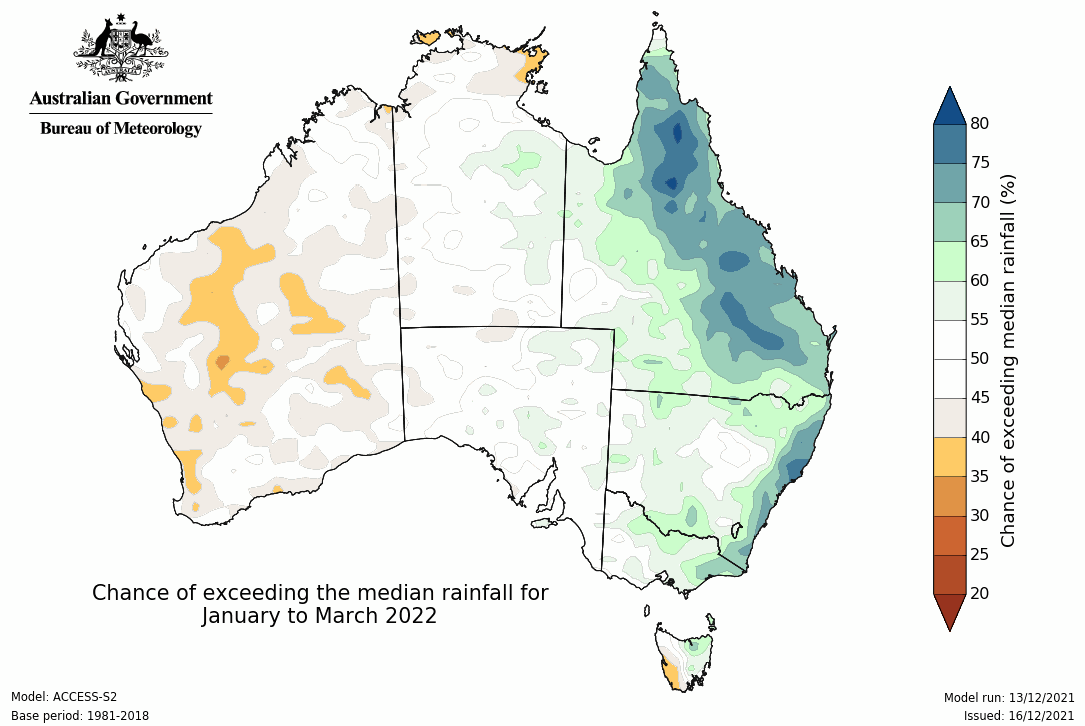 Australian Government
Bureau of Meteorology
80
75
70
65
60
55
50
45
40
35
30
25
20
Chance of exceeding median rainfall (%)
Chance of exceeding the median rainfall for
January to March 2022
Model: ACCESS-S2
Base period: 1981-2018
Model run: 13/12/2021
Issued: 16/12/2021